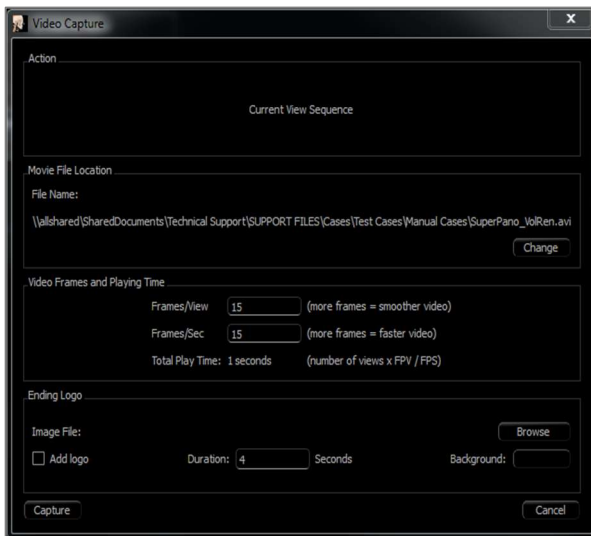 Video Capture
X
Action
Current View Sequence
Movie File Location
File Name:
\\allshared\SharedDocuments\Technical Support\SUPPORT FILES\Cases\Test Cases\Manual Cases\SuperPano_VolRen.avi
Change
Video Frames and Playing Time
Frames/View 15 (more frames = smoother video)
Frames/Sec 15 (more frames = faster video)
Total Play Time: 1 seconds (number of views x FPV / FPS)
Ending Logo
Image File: Browse
Add logo Duration: 4 Seconds Background:
Capture Cancel